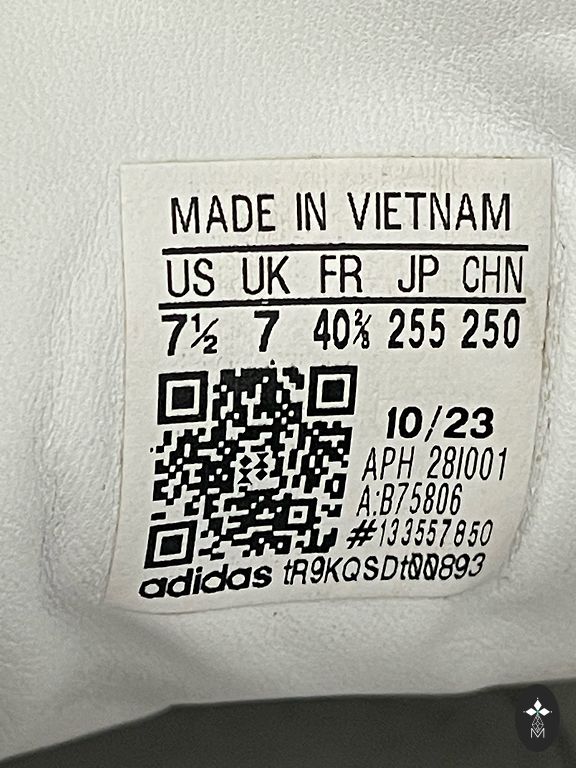 MADE IN VIETNAM
US UK FR JP CHN
7½ 7 40⅔ 255 250
10/23
APH 28I001
A:B75806
#133557850
adidas tR9KQSDt00893
M